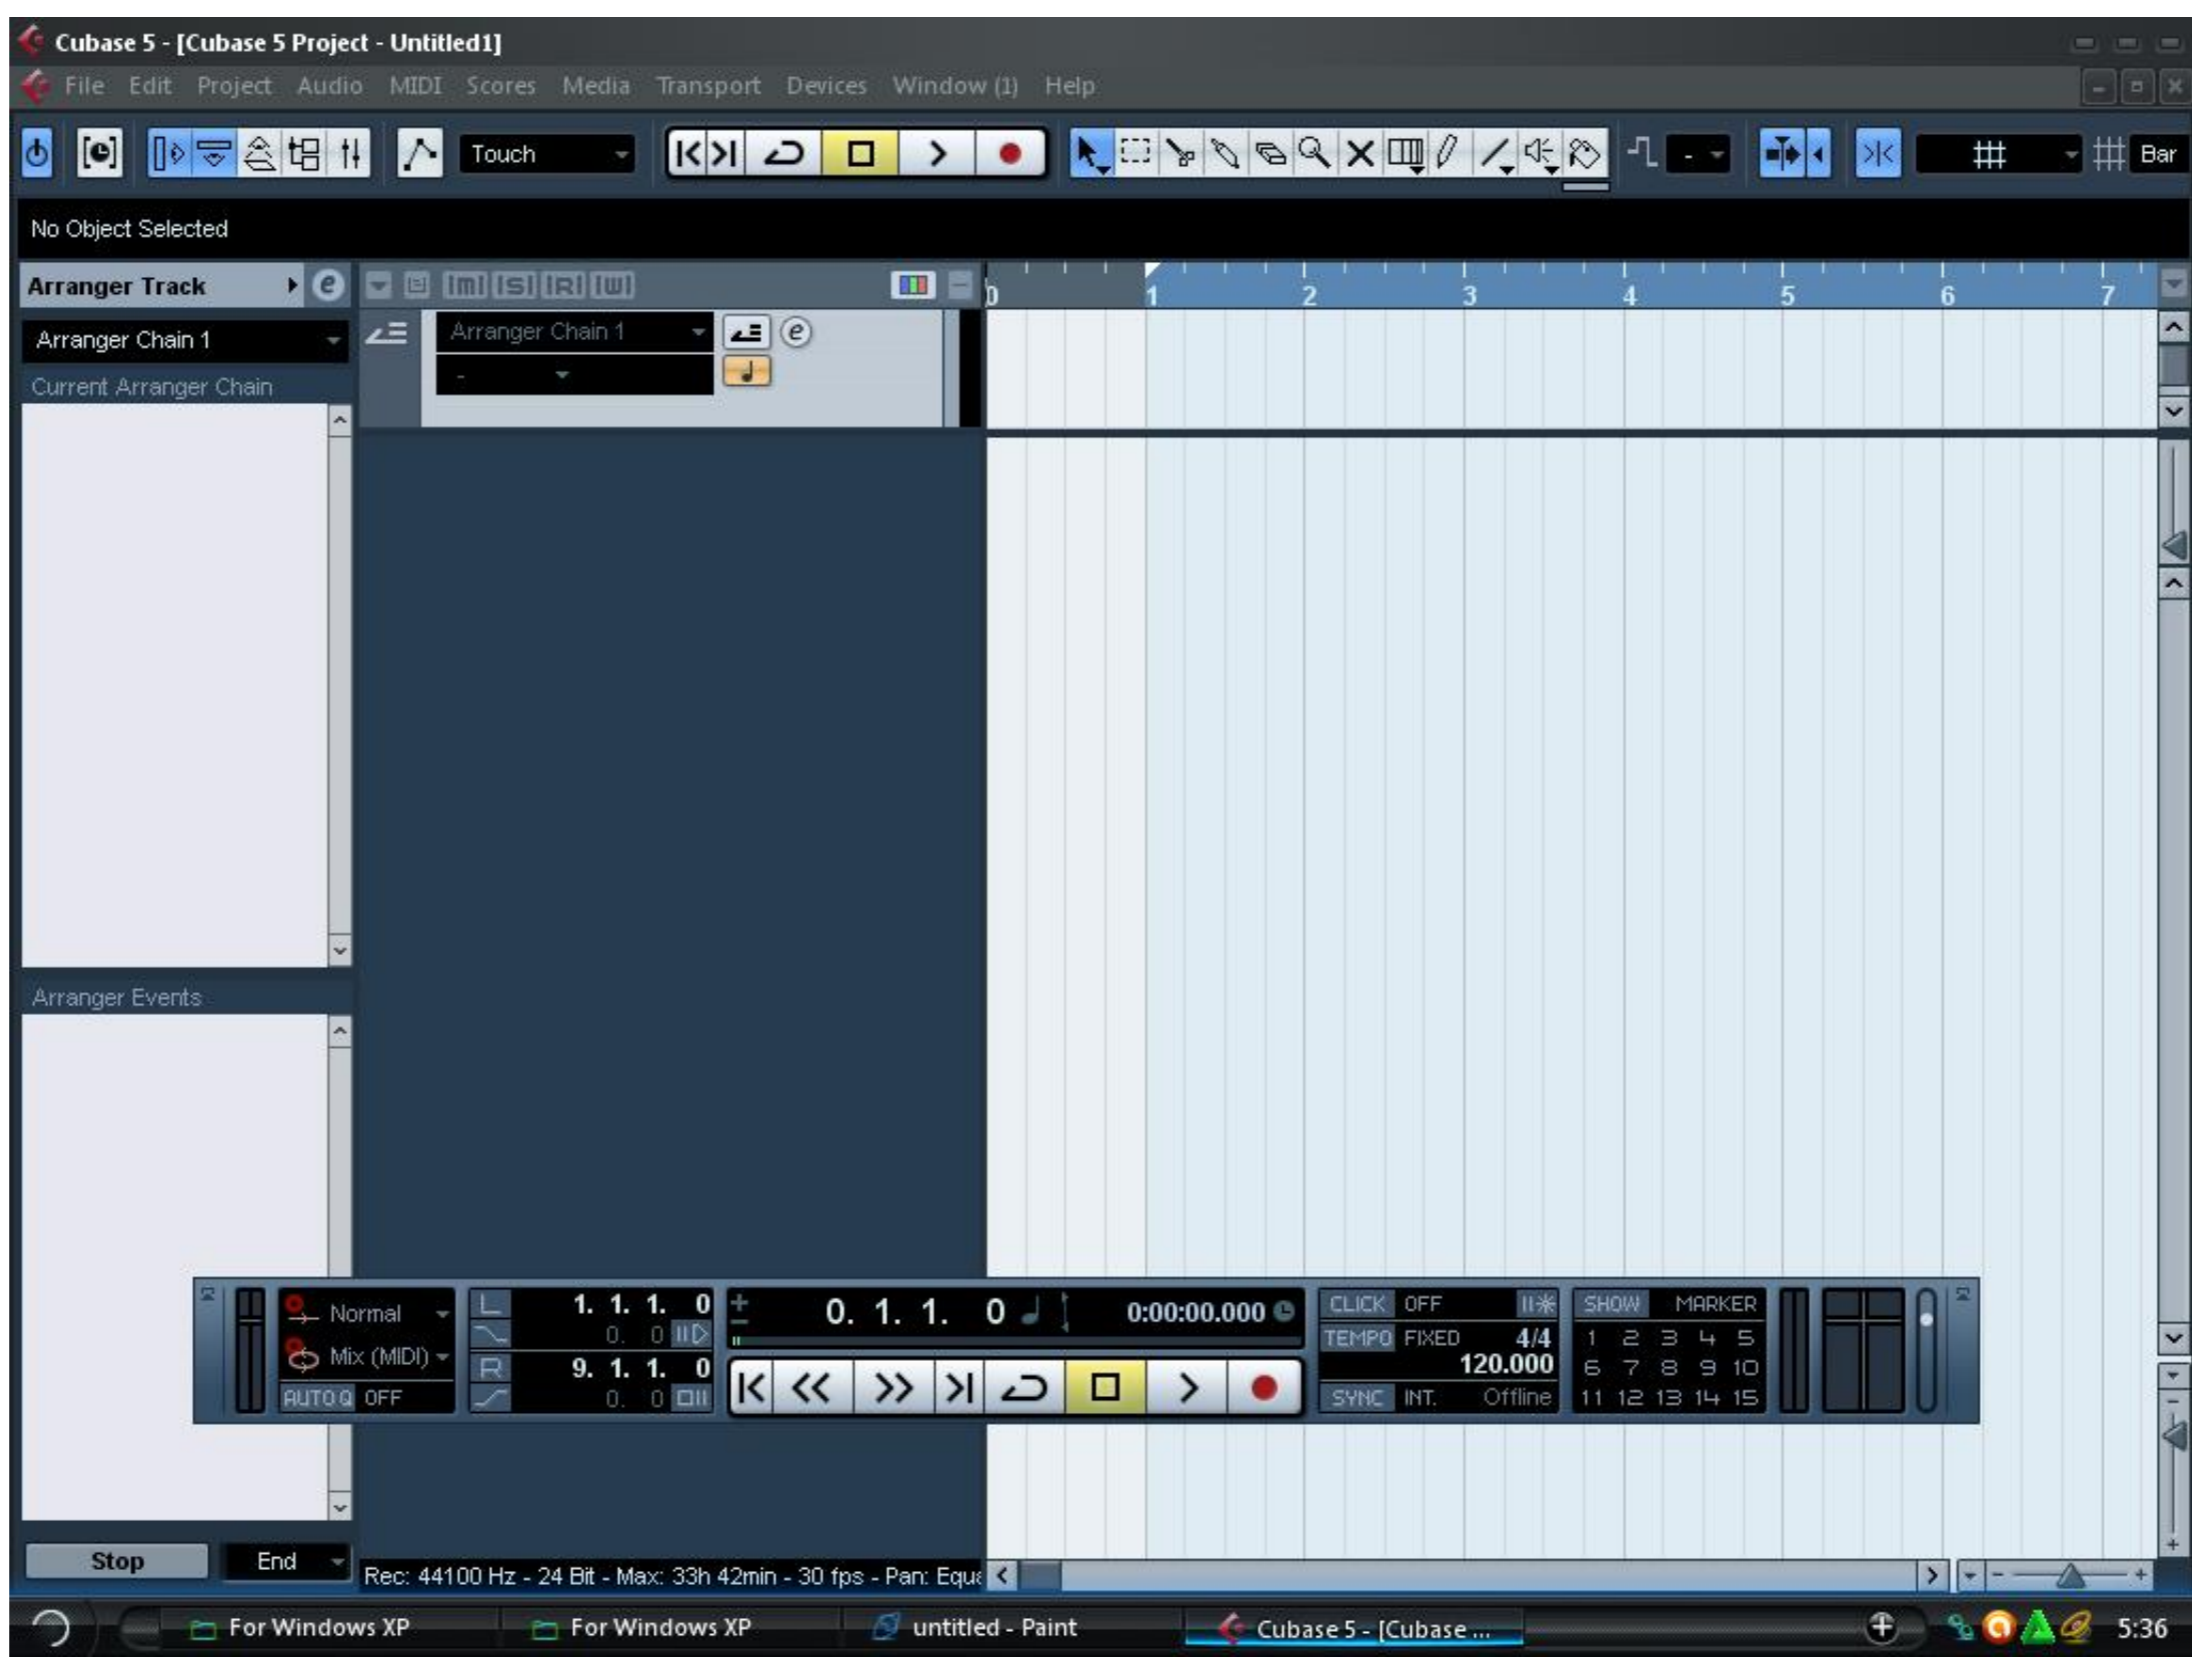 Cubase 5 - [Cubase 5 Project - Untitled1]
File Edit Project Audio MIDI Scores Media Transport Devices Window (1) Help
Touch - Bar
No Object Selected
Arranger Track e m S R W 0 1 2 3 4 5 6 7
Arranger Chain 1 Arranger Chain 1 e
-
Current Arranger Chain
Arranger Events
Normal L 1. 1. 1. 0 0. 1. 1. 0 0:00:00.000 CLICK OFF SHOW MARKER
0. 0 TEMPO FIXED 4/4 1 2 3 4 5
Mix (MIDI) R 9. 1. 1. 0 120.000 6 7 8 9 10
AUTO Q OFF 0. 0 SYNC INT. Offline 11 12 13 14 15
Stop End Rec: 44100 Hz - 24 Bit - Max: 33h 42min - 30 fps - Pan: Equa
For Windows XP For Windows XP untitled - Paint Cubase 5 - [Cubase ... 5:36